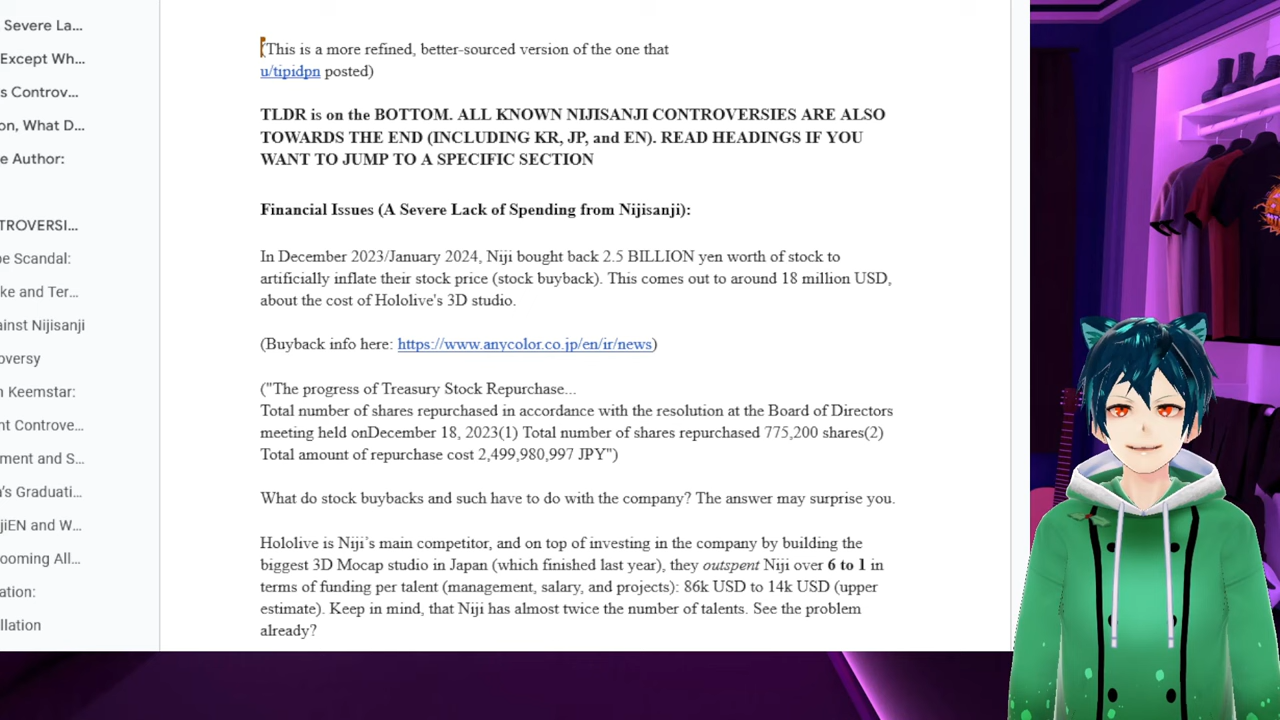 Severe La...
Except Wh...
s Controv...
on, What D...
e Author:
TROVERSI...
pe Scandal:
ke and Ter...
ainst Nijisanji
oversy
n Keemstar:
nt Controve...
ment and S...
a's Graduati...
ijiEN and W...
ooming All...
ation:
llation
(This is a more refined, better-sourced version of the one that
u/tipidpn posted)
TLDR is on the BOTTOM. ALL KNOWN NIJISANJI CONTROVERSIES ARE ALSO
TOWARDS THE END (INCLUDING KR, JP, and EN). READ HEADINGS IF YOU
WANT TO JUMP TO A SPECIFIC SECTION
Financial Issues (A Severe Lack of Spending from Nijisanji):
In December 2023/January 2024, Niji bought back 2.5 BILLION yen worth of stock to
artificially inflate their stock price (stock buyback). This comes out to around 18 million USD,
about the cost of Hololive's 3D studio.
(Buyback info here: https://www.anycolor.co.jp/en/ir/news)
("The progress of Treasury Stock Repurchase...
Total number of shares repurchased in accordance with the resolution at the Board of Directors
meeting held onDecember 18, 2023(1) Total number of shares repurchased 775,200 shares(2)
Total amount of repurchase cost 2,499,980,997 JPY")
What do stock buybacks and such have to do with the company? The answer may surprise you.
Hololive is Niji's main competitor, and on top of investing in the company by building the
biggest 3D Mocap studio in Japan (which finished last year), they outspent Niji over 6 to 1 in
terms of funding per talent (management, salary, and projects): 86k USD to 14k USD (upper
estimate). Keep in mind, that Niji has almost twice the number of talents. See the problem
already?